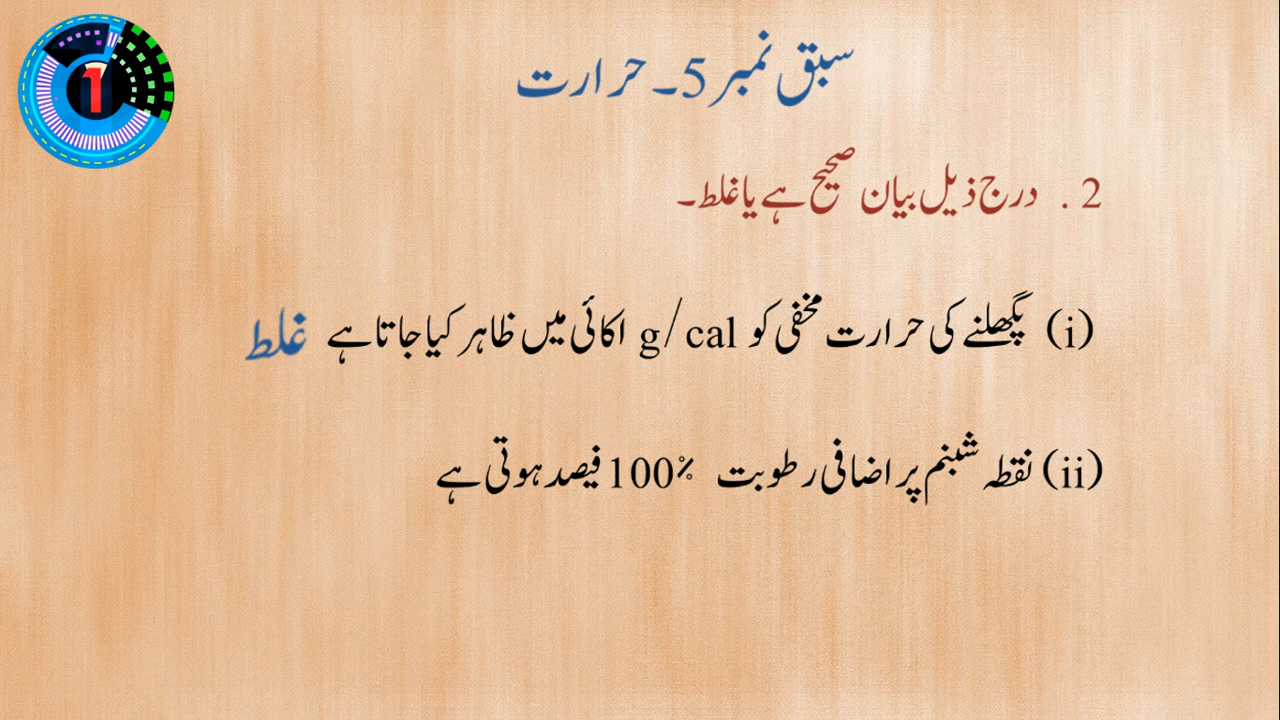 سبق نمبر 5۔ حرارت
2 . درج ذیل بیان صحیح ہے یا غلط۔
(i) پگھلنے کی حرارت مخفی کو g/cal اکائی میں ظاہر کیا جاتا ہے غلط
(ii) نقطہ شبنم پر اضافی رطوبت 100٪ فیصد ہوتی ہے
1